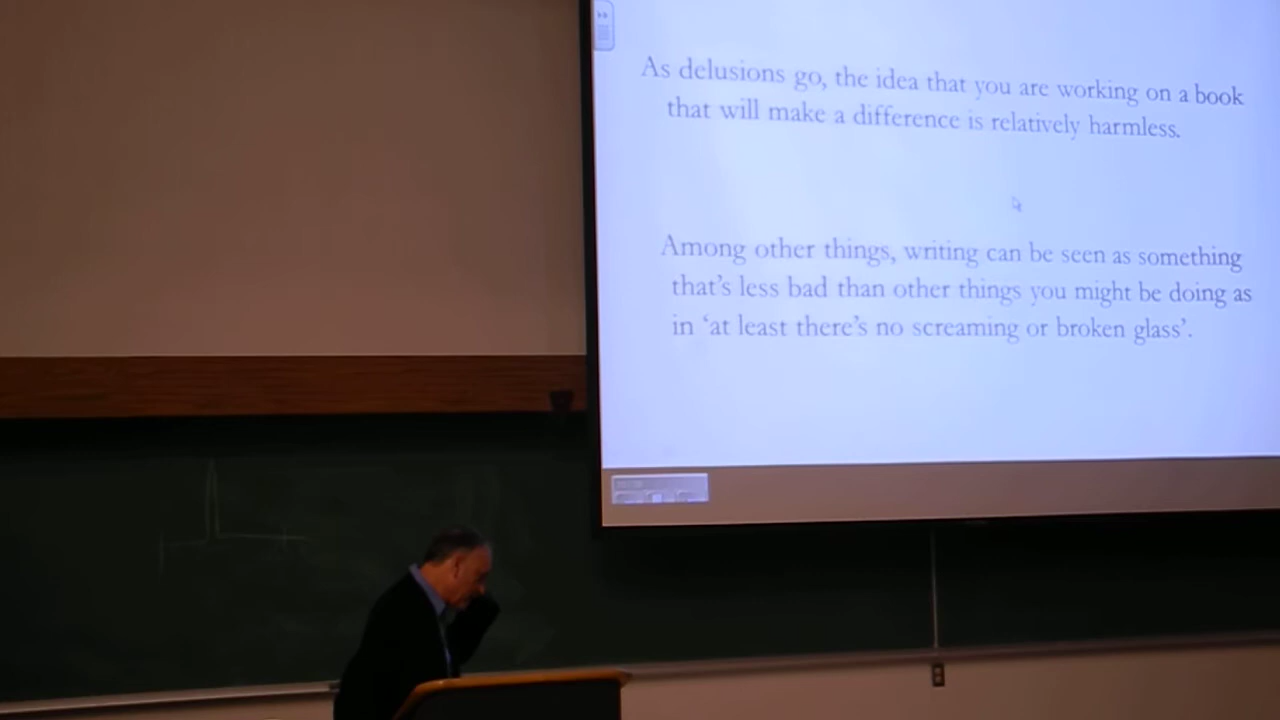 As delusions go, the idea that you are working on a book
that will make a difference is relatively harmless.
Among other things, writing can be seen as something
that's less bad than other things you might be doing as
in ‘at least there's no screaming or broken glass’.